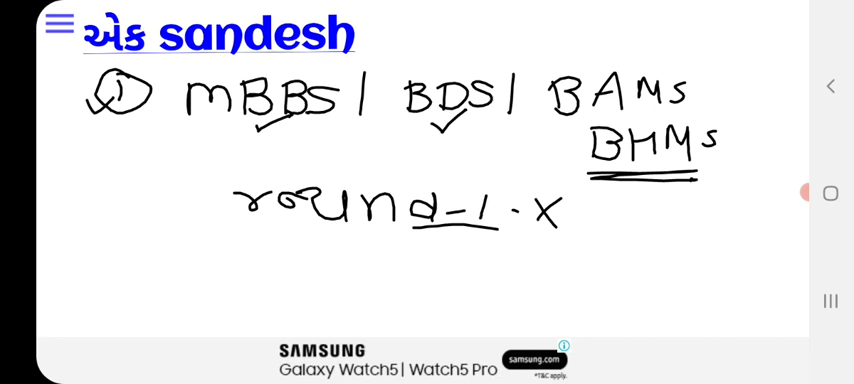 એક sandesh
① MBBS | BDS | BAMS
BHMS
round-1 . X
SAMSUNG
Galaxy Watch5 | Watch5 Pro
samsung.com
*T&C apply.